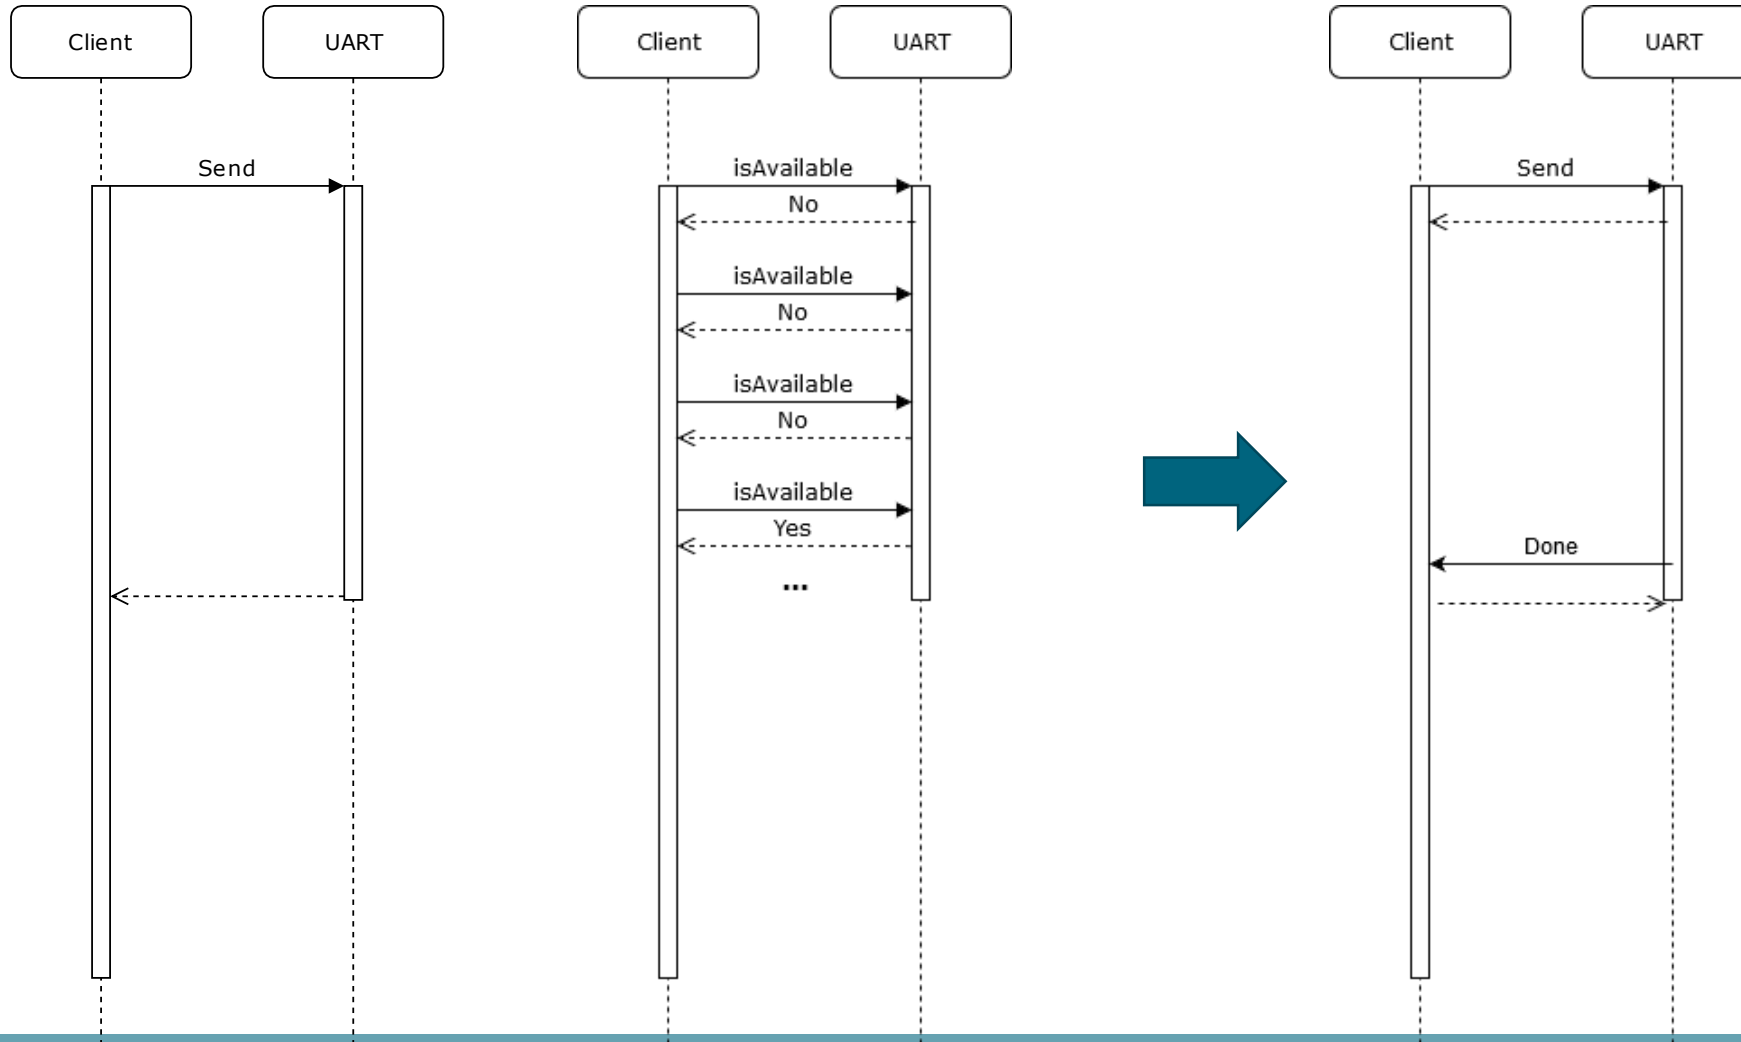 Client
UART
Client
UART
Client
UART
Send
isAvailable
No
isAvailable
No
isAvailable
No
isAvailable
Yes
...
Send
Done